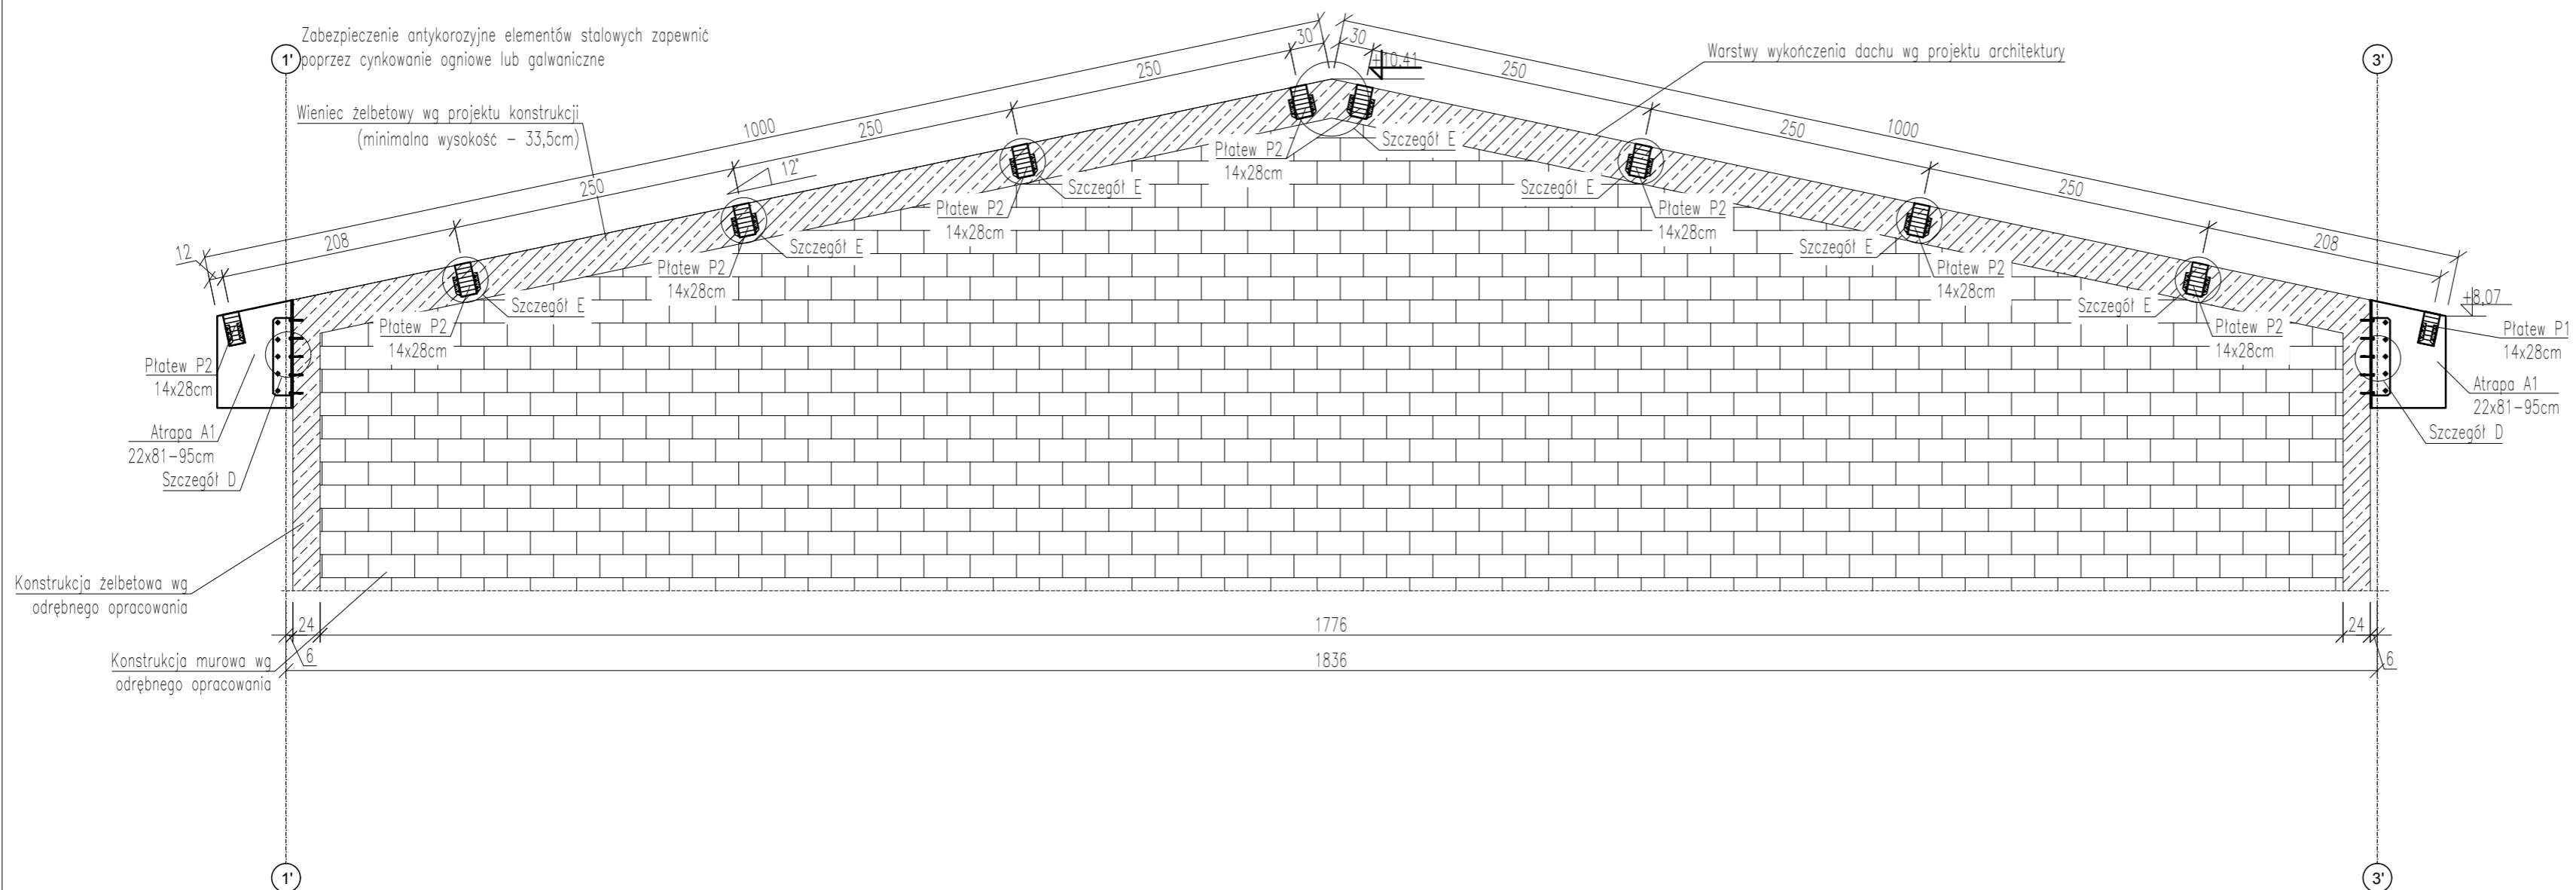 Zabezpieczenie antykorozyjne elementów stalowych zapewnić
poprzez cynkowanie ogniowe lub galwaniczne
1'
3'
30
30
+10,41
Warstwy wykończenia dachu wg projektu architektury
250
250
Wieniec żelbetowy wg projektu konstrukcji
(minimalna wysokość - 33,5cm)
1000
250
250
1000
12°
250
250
12
208
208
Płatew P2
14x28cm
Szczegół E
Szczegół E
Płatew P2
14x28cm
Szczegół E
Płatew P2
14x28cm
Szczegół E
Płatew P2
14x28cm
Szczegół E
Płatew P2
14x28cm
Szczegół E
Płatew P2
14x28cm
Szczegół E
Płatew P2
14x28cm
+8,07
Płatew P2
14x28cm
Atrapa A1
22x81-95cm
Szczegół D
Płatew P1
14x28cm
Atrapa A1
22x81-95cm
Szczegół D
Konstrukcja żelbetowa wg
odrębnego opracowania
24
1776
24
6
6
Konstrukcja murowa wg
odrębnego opracowania
1836
1'
3'